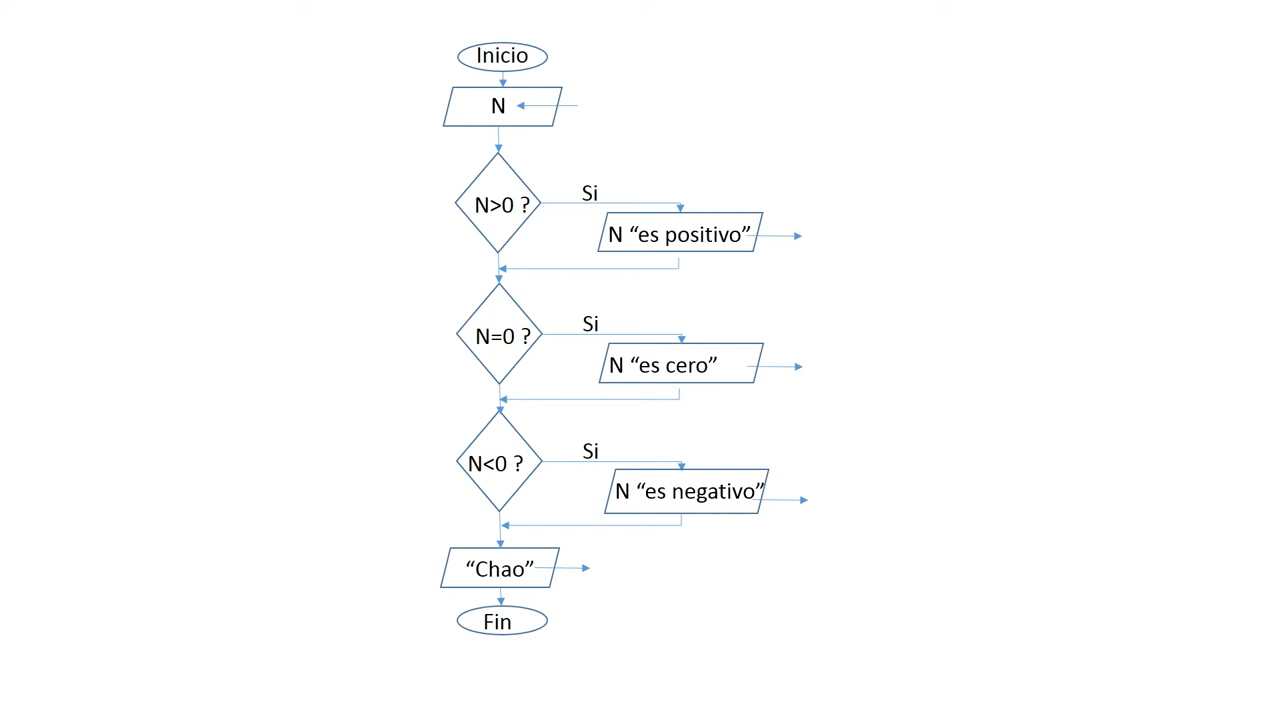 Inicio
N
N>0 ?
Si
N “es positivo”
N=0 ?
Si
N “es cero”
N<0 ?
Si
N “es negativo”
“Chao”
Fin